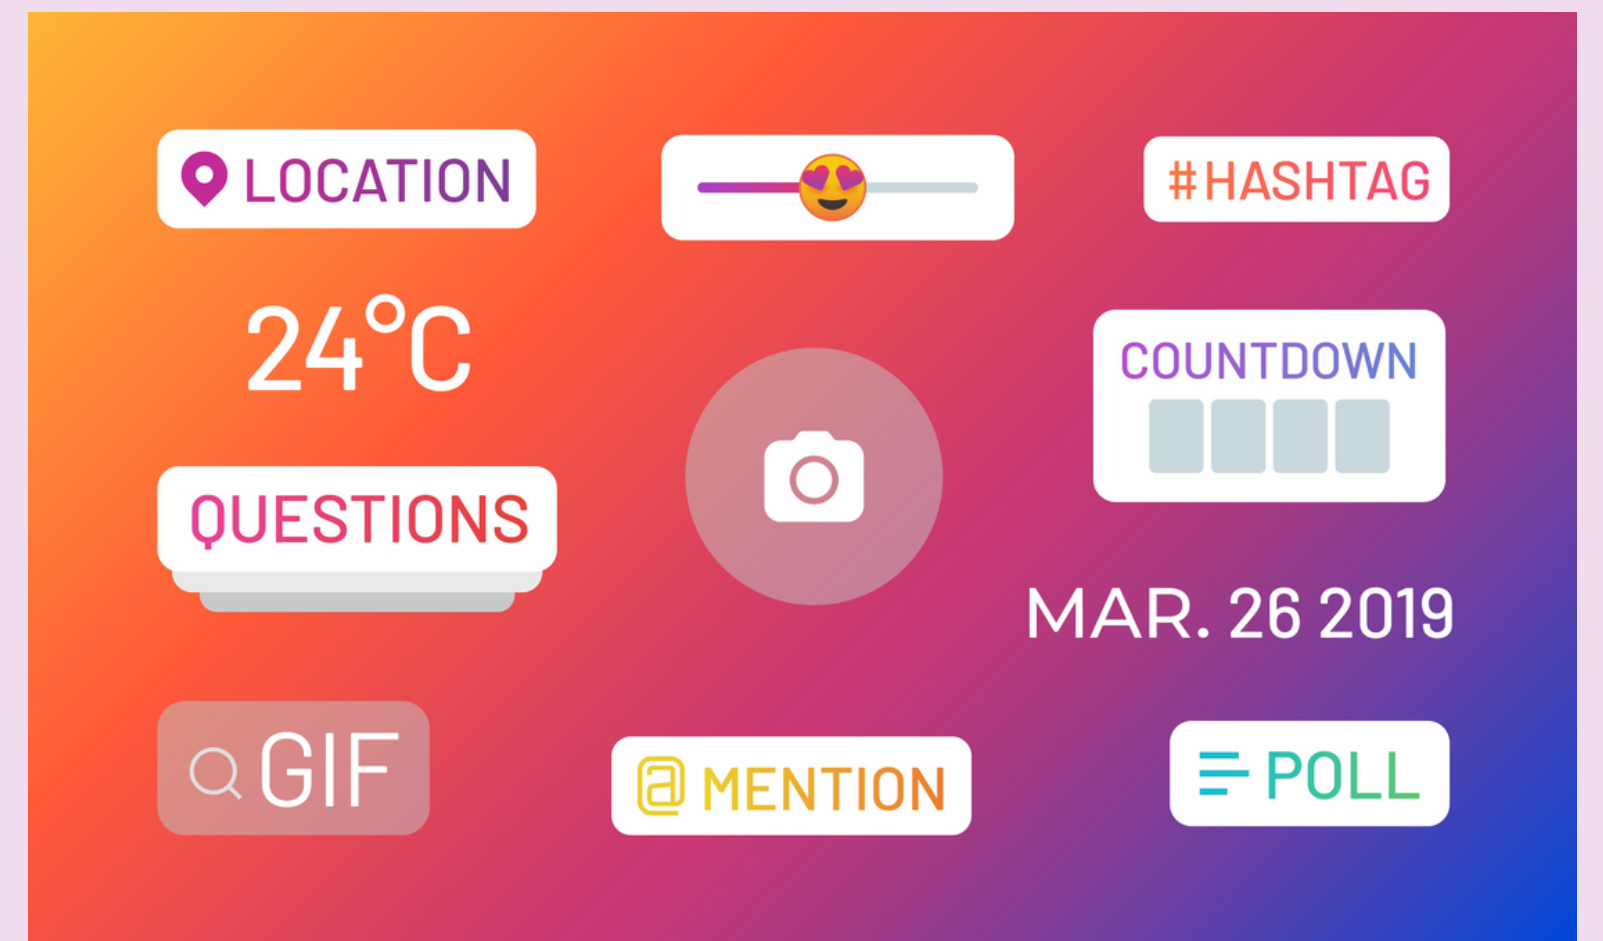 LOCATION
#HASHTAG
24°C
COUNTDOWN
QUESTIONS
MAR. 26 2019
GIF
@ MENTION
POLL